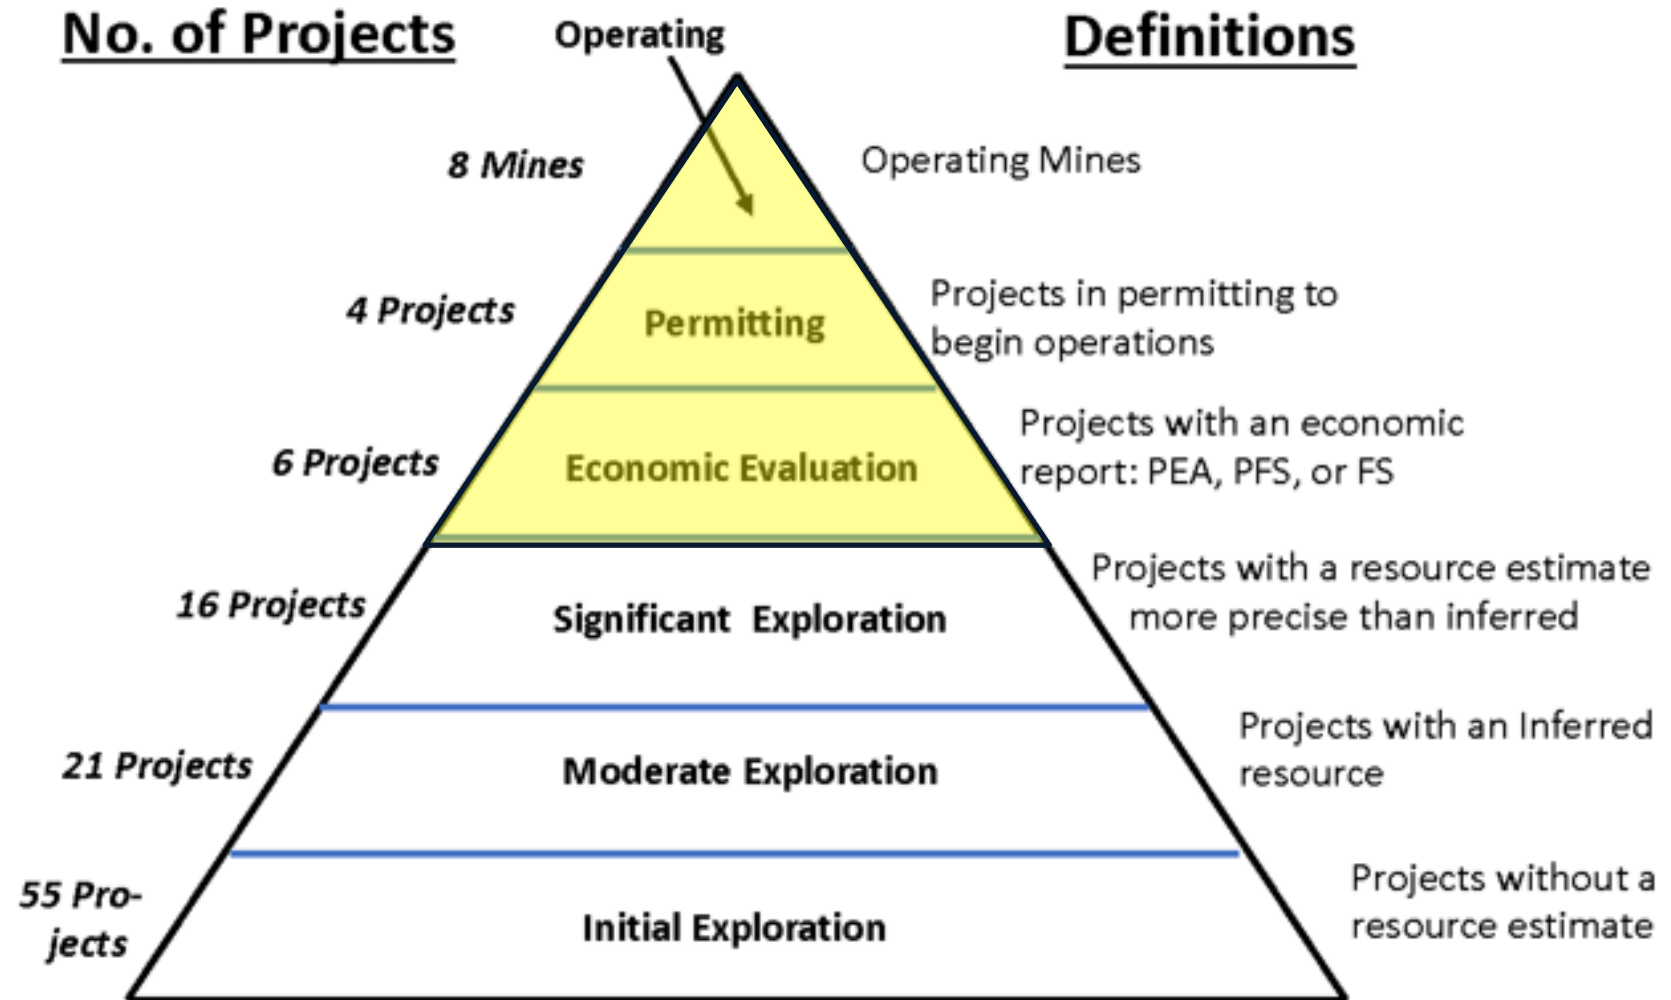 No. of Projects
Operating
Definitions
8 Mines
Operating Mines
4 Projects
Permitting
Projects in permitting to
begin operations
6 Projects
Economic Evaluation
Projects with an economic
report: PEA, PFS, or FS
16 Projects
Significant Exploration
Projects with a resource estimate
more precise than inferred
21 Projects
Moderate Exploration
Projects with an Inferred
resource
55 Pro-
jects
Initial Exploration
Projects without a
resource estimate